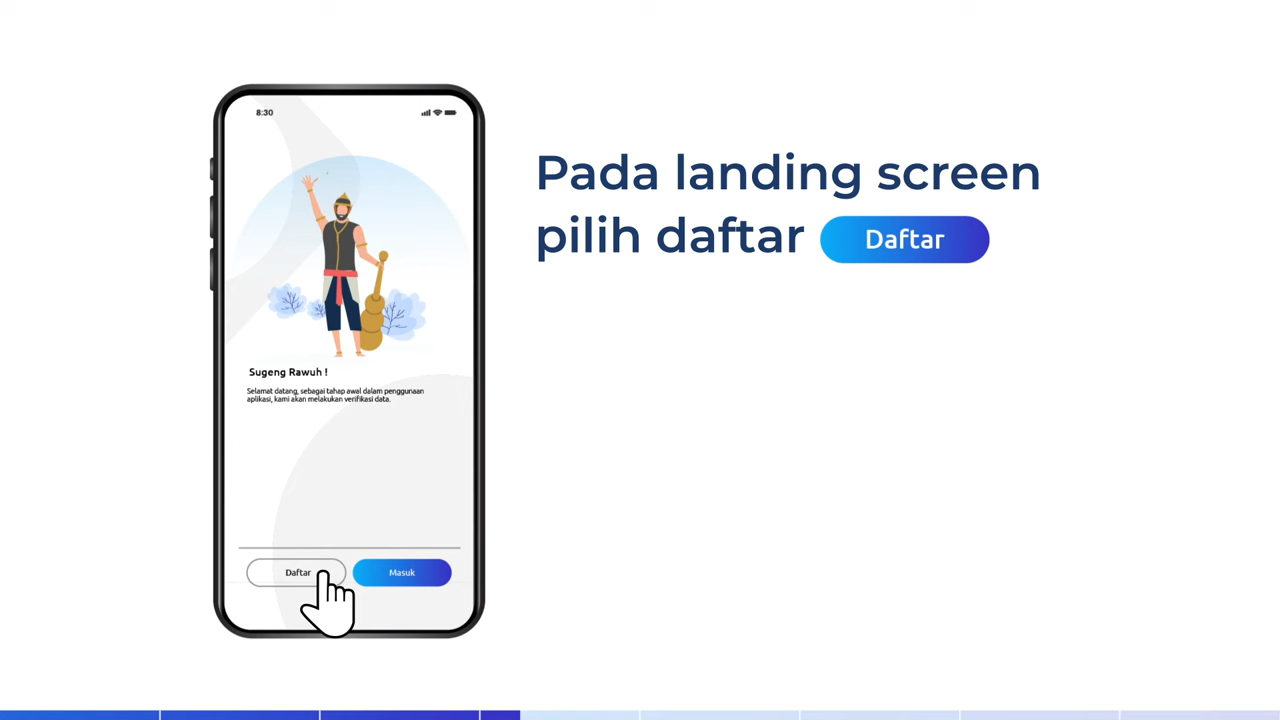 8:30
Pada landing screen
pilih daftar Daftar
Sugeng Rawuh !
Selamat datang, sebagai tahap awal dalam penggunaan
aplikasi, kami akan melakukan verifikasi data.
Daftar Masuk